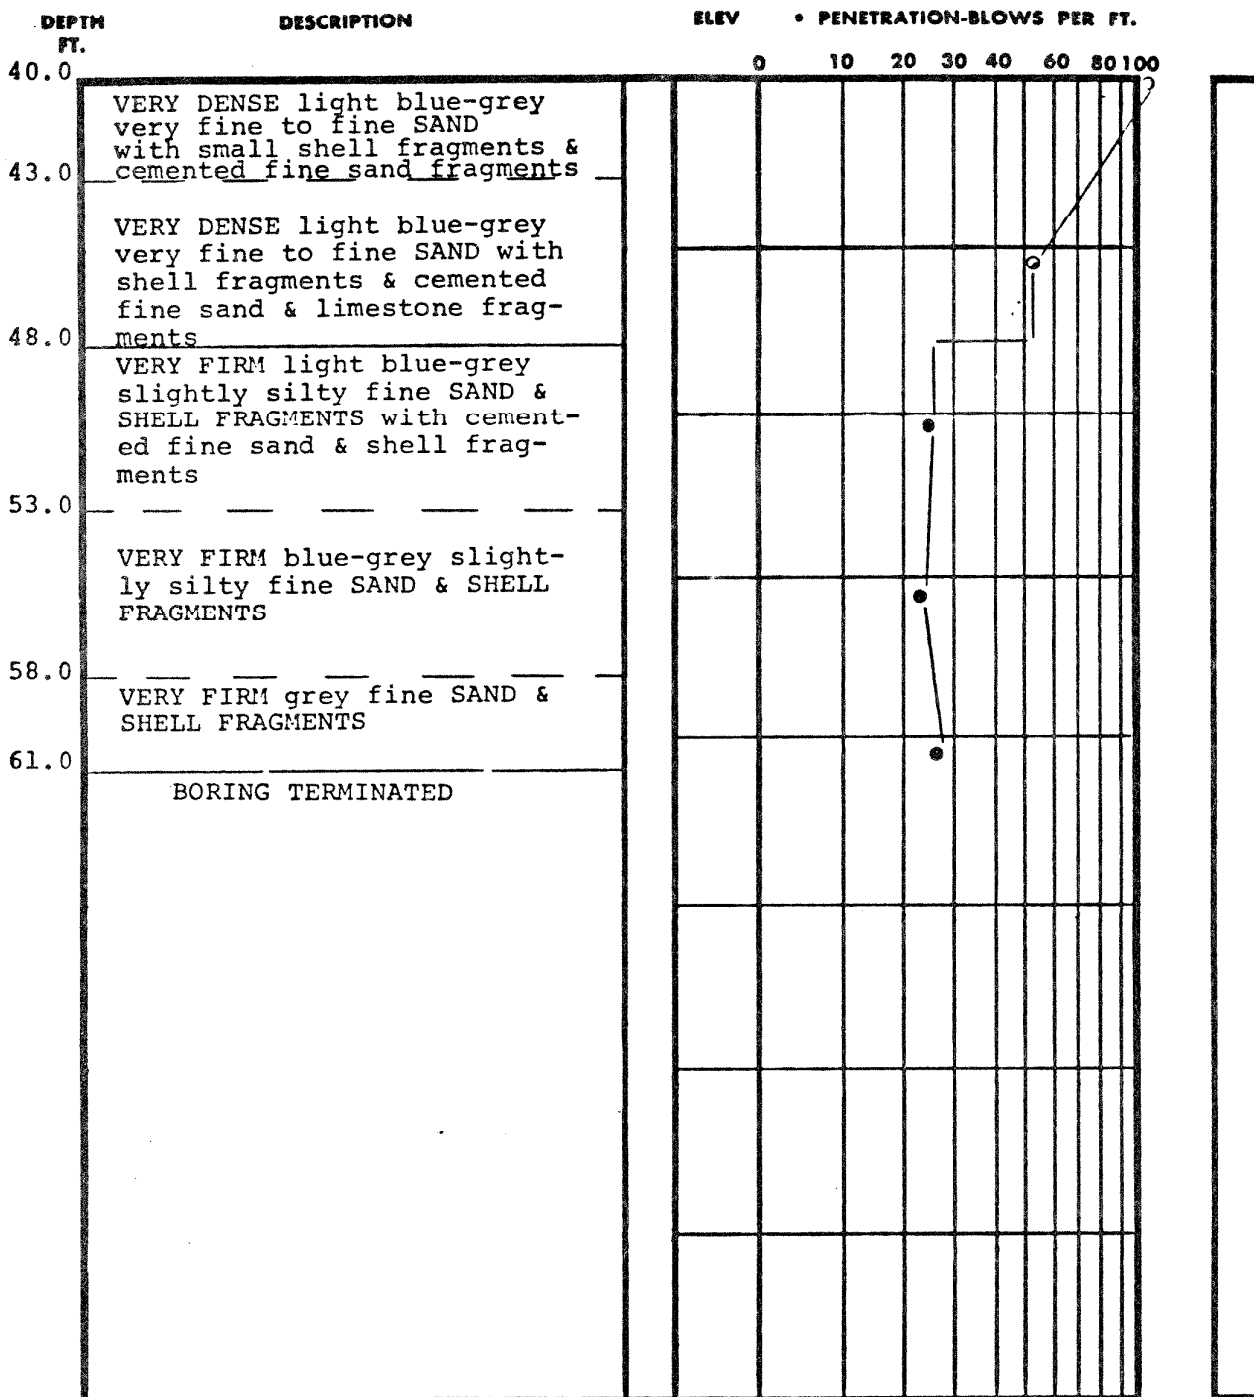 DEPTH FT. DESCRIPTION ELEV • PENETRATION-BLOWS PER FT.
0 10 20 30 40 60 80 100
40.0
VERY DENSE light blue-grey
very fine to fine SAND
with small shell fragments &
cemented fine sand fragments
43.0
VERY DENSE light blue-grey
very fine to fine SAND with
shell fragments & cemented
fine sand & limestone frag-
ments
48.0
VERY FIRM light blue-grey
slightly silty fine SAND &
SHELL FRAGMENTS with cement-
ed fine sand & shell frag-
ments
53.0
VERY FIRM blue-grey slight-
ly silty fine SAND & SHELL
FRAGMENTS
58.0
VERY FIRM grey fine SAND &
SHELL FRAGMENTS
61.0
BORING TERMINATED